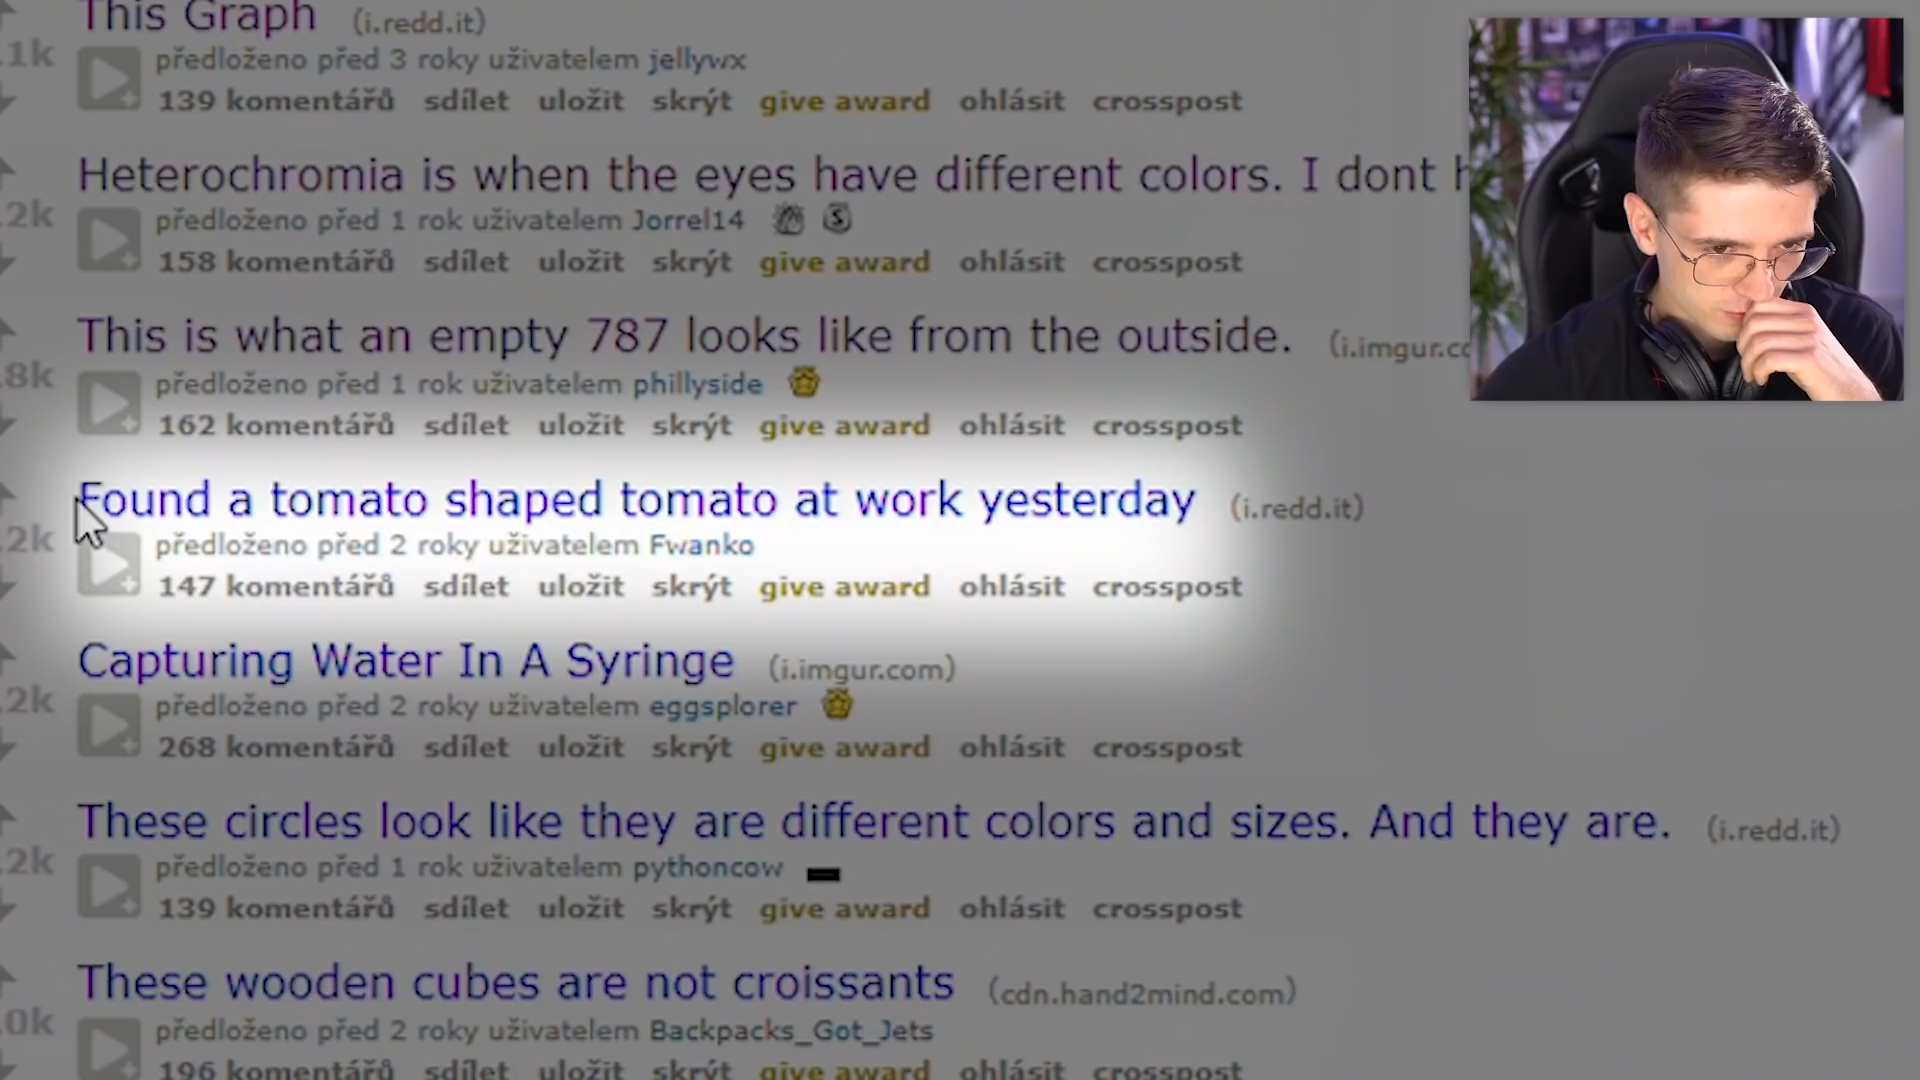 This Graph (i.redd.it)
.1k
předloženo před 3 roky uživatelem jellywx
139 komentářů sdílet uložit skrýt give award ohlásit crosspost
Heterochromia is when the eyes have different colors. I dont h
.2k
předloženo před 1 rok uživatelem Jorrel14
158 komentářů sdílet uložit skrýt give award ohlásit crosspost
This is what an empty 787 looks like from the outside. (i.imgur.co
.8k
předloženo před 1 rok uživatelem phillyside
162 komentářů sdílet uložit skrýt give award ohlásit crosspost
Found a tomato shaped tomato at work yesterday (i.redd.it)
.2k
předloženo před 2 roky uživatelem Fwanko
147 komentářů sdílet uložit skrýt give award ohlásit crosspost
Capturing Water In A Syringe (i.imgur.com)
.2k
předloženo před 2 roky uživatelem eggsplorer
268 komentářů sdílet uložit skrýt give award ohlásit crosspost
These circles look like they are different colors and sizes. And they are. (i.redd.it)
.2k
předloženo před 1 rok uživatelem pythoncow
139 komentářů sdílet uložit skrýt give award ohlásit crosspost
These wooden cubes are not croissants (cdn.hand2mind.com)
.0k
předloženo před 2 roky uživatelem Backpacks_Got_Jets
196 komentářů sdílet uložit skrýt give award ohlásit crosspost